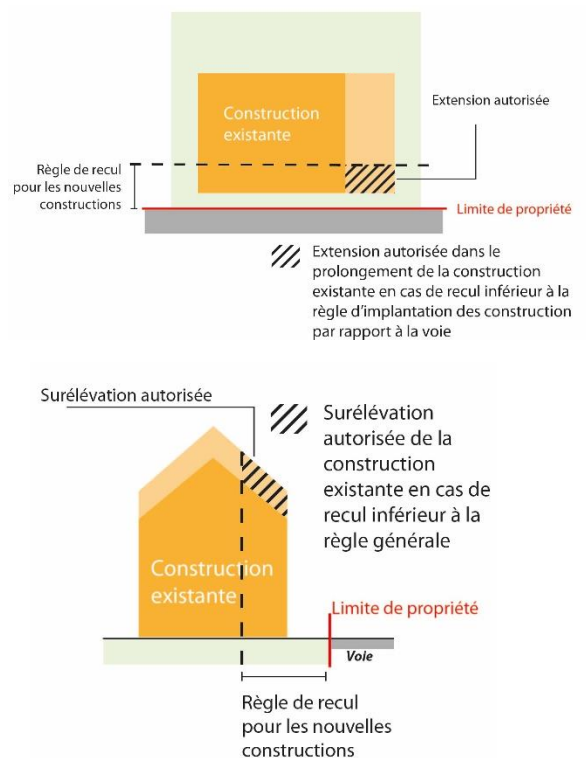 Construction
existante
Extension autorisée
Règle de recul
pour les nouvelles
constructions
Limite de propriété
Extension autorisée dans le
prolongement de la construction
existante en cas de recul inférieur à la
règle d'implantation des construction
par rapport à la voie
Surélévation autorisée
Surélévation
autorisée de la
construction
existante en cas de
recul inférieur à la
règle générale
Construction
existante
Limite de propriété
Voie
Règle de recul
pour les nouvelles
constructions